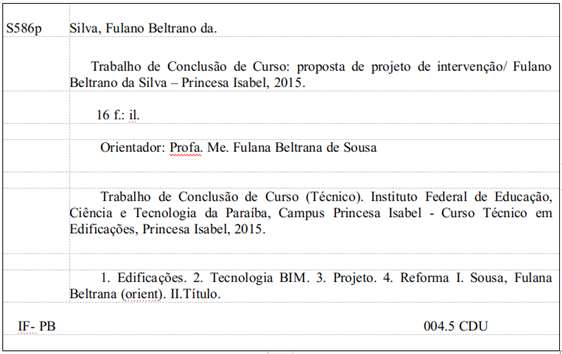 S586p Silva, Fulano Beltrano da.
Trabalho de Conclusão de Curso: proposta de projeto de intervenção/ Fulano
Beltrano da Silva – Princesa Isabel, 2015.
16 f.: il.
Orientador: Profa. Me. Fulana Beltrana de Sousa
Trabalho de Conclusão de Curso (Técnico). Instituto Federal de Educação,
Ciência e Tecnologia da Paraíba, Campus Princesa Isabel - Curso Técnico em
Edificações, Princesa Isabel, 2015.
1. Edificações. 2. Tecnologia BIM. 3. Projeto. 4. Reforma I. Sousa, Fulana
Beltrana (orient). II.Título.
IF- PB 004.5 CDU